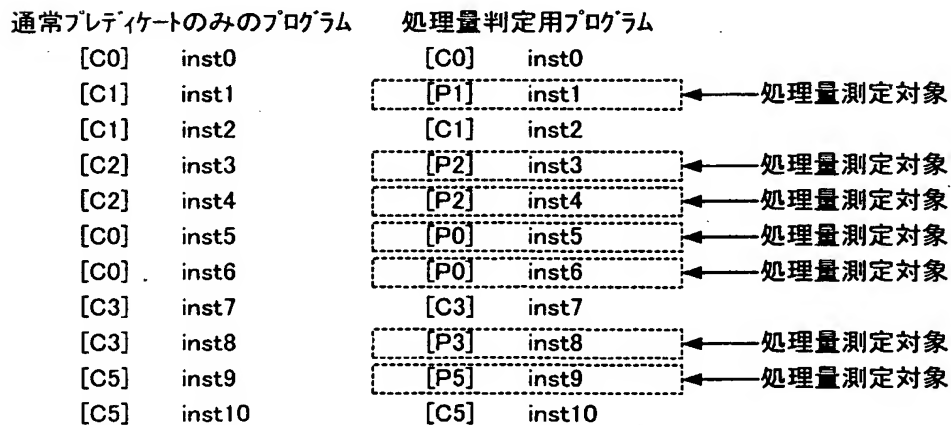 通常プレディケートのみのプログラム 処理量判定用プログラム
[C0] inst0 [C0] inst0
[C1] inst1 [P1] inst1 処理量測定対象
[C1] inst2 [C1] inst2
[C2] inst3 [P2] inst3 処理量測定対象
[C2] inst4 [P2] inst4 処理量測定対象
[C0] inst5 [P0] inst5 処理量測定対象
[C0] inst6 [P0] inst6 処理量測定対象
[C3] inst7 [C3] inst7
[C3] inst8 [P3] inst8 処理量測定対象
[C5] inst9 [P5] inst9 処理量測定対象
[C5] inst10 [C5] inst10